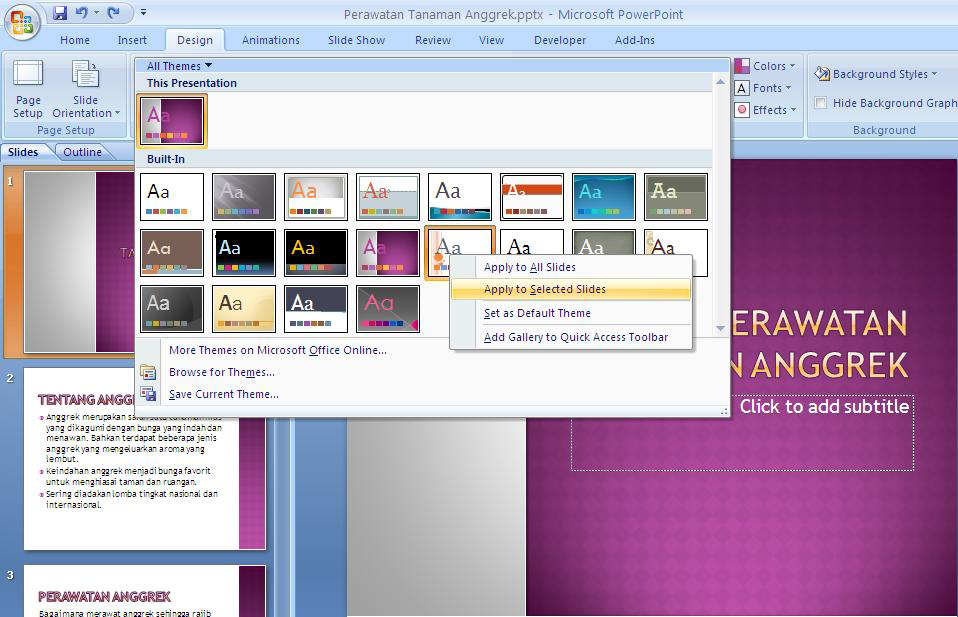 Perawatan Tanaman Anggrek.pptx - Microsoft PowerPoint
Home Insert Design Animations Slide Show Review View Developer Add-Ins
Page Setup
Slide Orientation
Page Setup
All Themes
This Presentation
Aa
Built-In
Aa Aa Aa Aa Aa Aa Aa Aa
Aa Aa Aa Aa Aa Aa Aa Aa
Aa Aa Aa Aa
Apply to All Slides
Apply to Selected Slides
Set as Default Theme
Add Gallery to Quick Access Toolbar
More Themes on Microsoft Office Online...
Browse for Themes...
Save Current Theme...
Colors
A Fonts
Effects
Background Styles
Hide Background Graph
Background
Slides Outline
1
TA
2
TENTANG ANGG
Anggrek merupakan salah satu tanaman hias
yang dikagumi dengan bunga yang indah dan
menawan. Bahkan terdapat beberapa jenis
anggrek yang mengeluarkan aroma yang
lembut.
Keindahan anggrek menjadi bunga favorit
untuk menghiasi taman dan ruangan.
Sering diadakan lomba tingkat nasional dan
internasional.
3
PERAWATAN ANGGREK
Bagaimana merawat anggrek sehingga rajib
ERAWATAN
N ANGGREK
Click to add subtitle